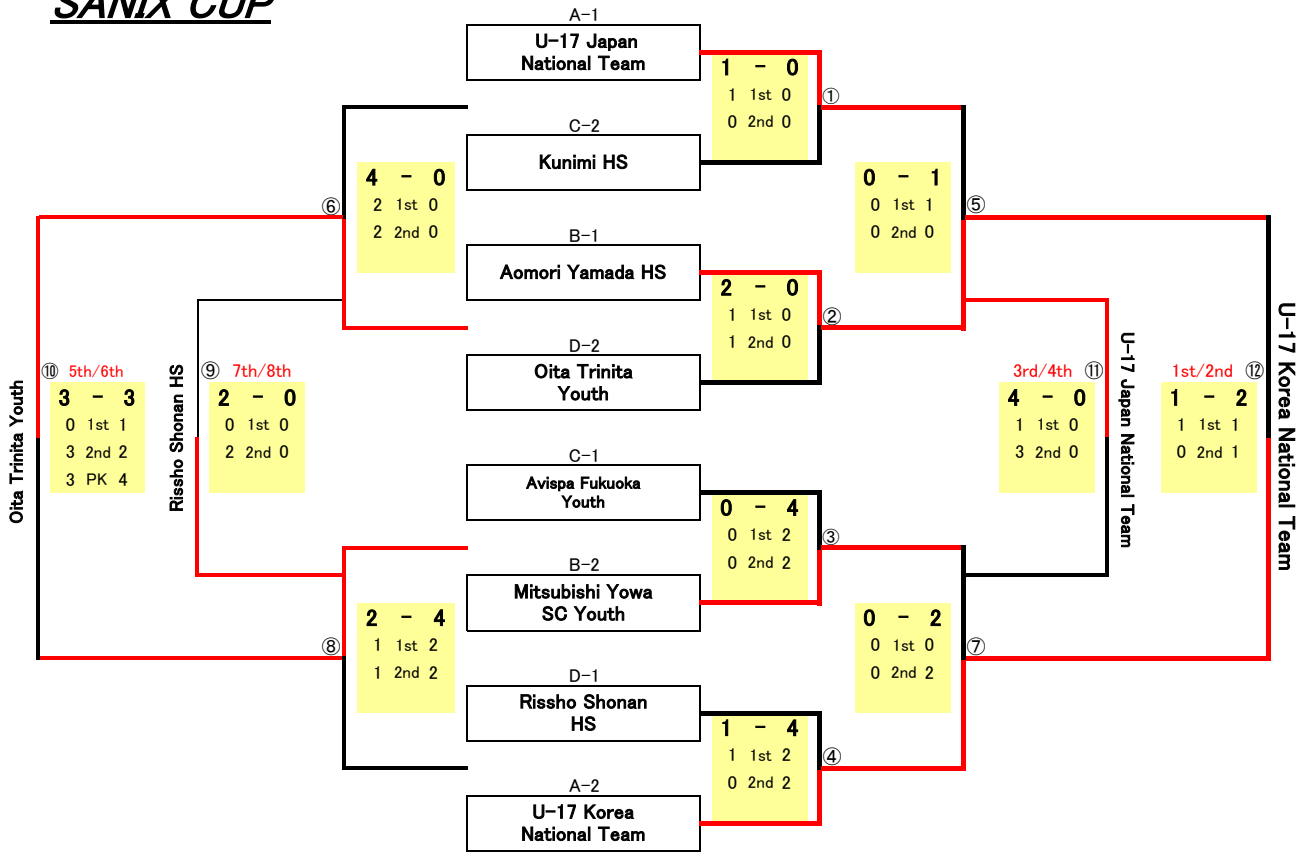 SANIX CUP
A-1
U-17 Japan
National Team
1 - 0
1 1st 0
0 2nd 0
①
C-2
Kunimi HS
4 - 0
2 1st 0
2 2nd 0
⑥
0 - 1
0 1st 1
0 2nd 0
⑤
B-1
Aomori Yamada HS
2 - 0
1 1st 0
1 2nd 0
②
D-2
Oita Trinita
Youth
Oita Trinita Youth
⑩ 5th/6th
3 - 3
0 1st 1
3 2nd 2
3 PK 4
Rissho Shonan HS
⑨ 7th/8th
2 - 0
0 1st 0
2 2nd 0
3rd/4th ⑪
4 - 0
1 1st 0
3 2nd 0
U-17 Japan National Team
1st/2nd ⑫
1 - 2
1 1st 1
0 2nd 1
U-17 Korea National Team
C-1
Avispa Fukuoka
Youth
0 - 4
0 1st 2
0 2nd 2
③
B-2
Mitsubishi Yowa
SC Youth
2 - 4
1 1st 2
1 2nd 2
⑧
0 - 2
0 1st 0
0 2nd 2
⑦
D-1
Rissho Shonan
HS
1 - 4
1 1st 2
0 2nd 2
④
A-2
U-17 Korea
National Team